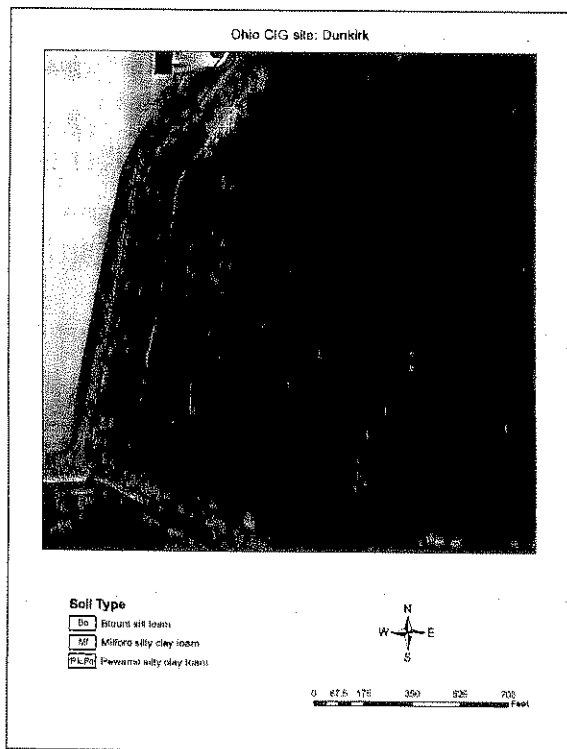 Ohio CIG site: Dunkirk
Soil Type
Blount silt loam
Mf Milford silty clay loam
Pewamo silty clay loam
N
W E
S
0 87.5 175 350 525 700
Feet